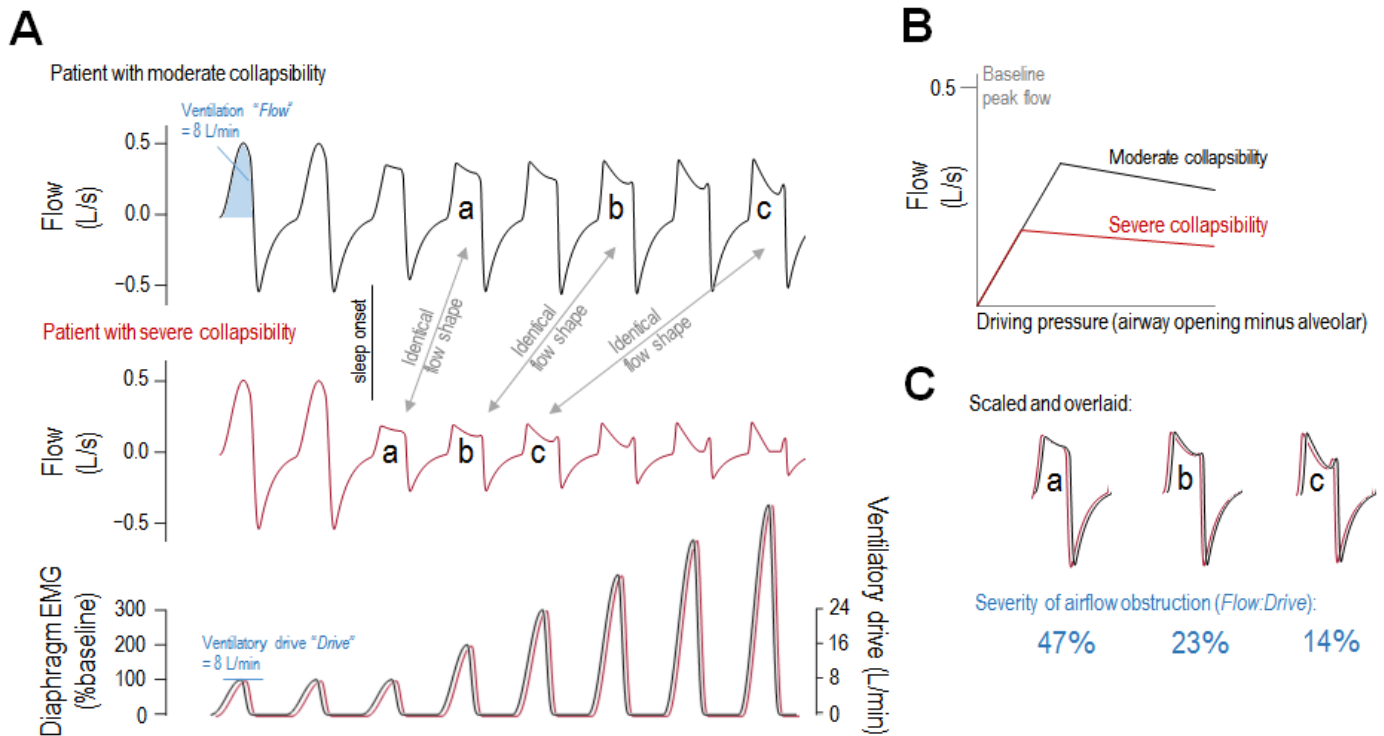 A
Patient with moderate collapsibility
Ventilation "Flow"
= 8 L/min
0.5
0.0
−0.5
Flow
(L/s)
a
b
c
Identical
flow shape
Identical
flow shape
Identical
flow shape
sleep onset
Patient with severe collapsibility
0.5
0.0
−0.5
Flow
(L/s)
a
b
c
Diaphragm EMG
(%baseline)
300
200
100
0
Ventilatory drive "Drive"
= 8 L/min
24
16
8
0
Ventilatory drive (L/min)
B
0.5
Baseline
peak flow
Flow
(L/s)
Moderate collapsibility
Severe collapsibility
Driving pressure (airway opening minus alveolar)
C
Scaled and overlaid:
a
b
c
Severity of airflow obstruction (Flow:Drive):
47%
23%
14%